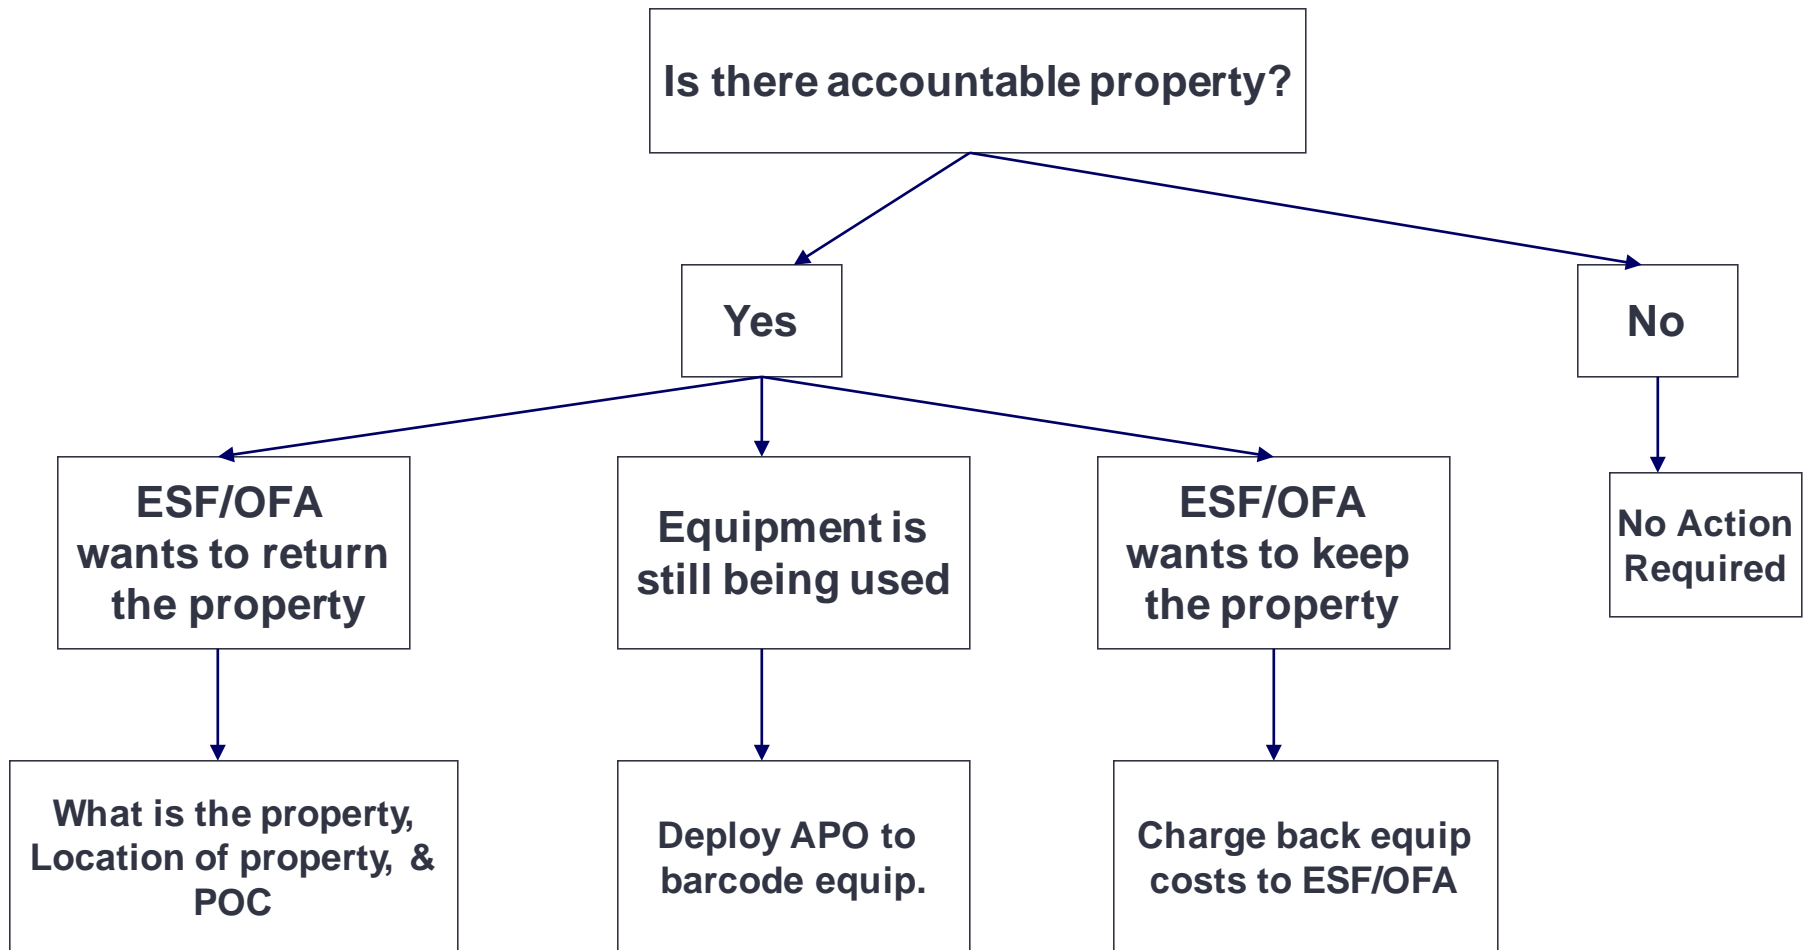 Is there accountable property?
Yes
No
ESF/OFA
wants to return
the property
Equipment is
still being used
ESF/OFA
wants to keep
the property
No Action
Required
What is the property,
Location of property, &
POC
Deploy APO to
barcode equip.
Charge back equip
costs to ESF/OFA